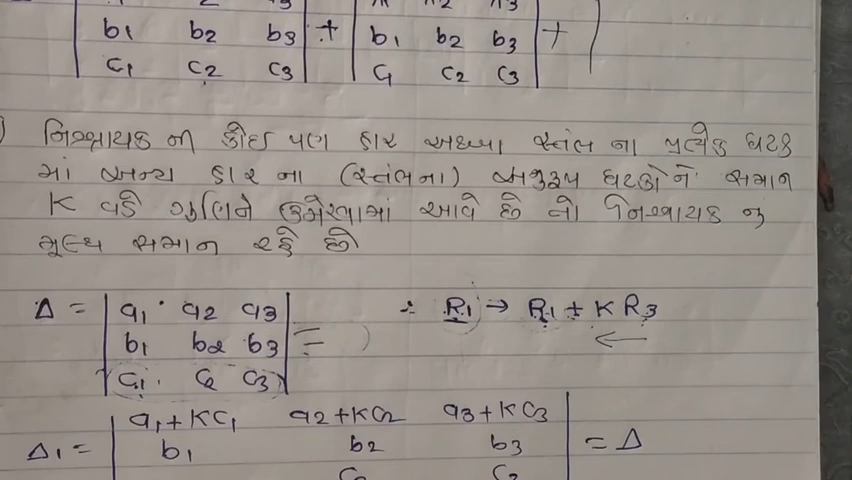 b1 b2 b3 + b1 b2 b3 +
C1 C2 C3 C1 C2 C3
નિશ્ચાયક ની કોઈ પણ હાર અથવા સ્તંભ ના પ્રત્યેક ઘટક
માં અન્ય હાર ના (સ્તંભના) અનુરૂપ ઘટકોને સમાન
K વડે ગુણિને ઉમેરવામાં આવે છે તો નિશ્ચાયક નુ
મૂલ્ય સમાન રહે છે
Δ = | a1 a2 a3 | = ∴ R1 → R1 + K R3
| b1 b2 b3 |
| C1 C2 C3 |
| a1+KC1 a2+KC2 a3+KC3 |
Δ1 = | b1 b2 b3 | = Δ